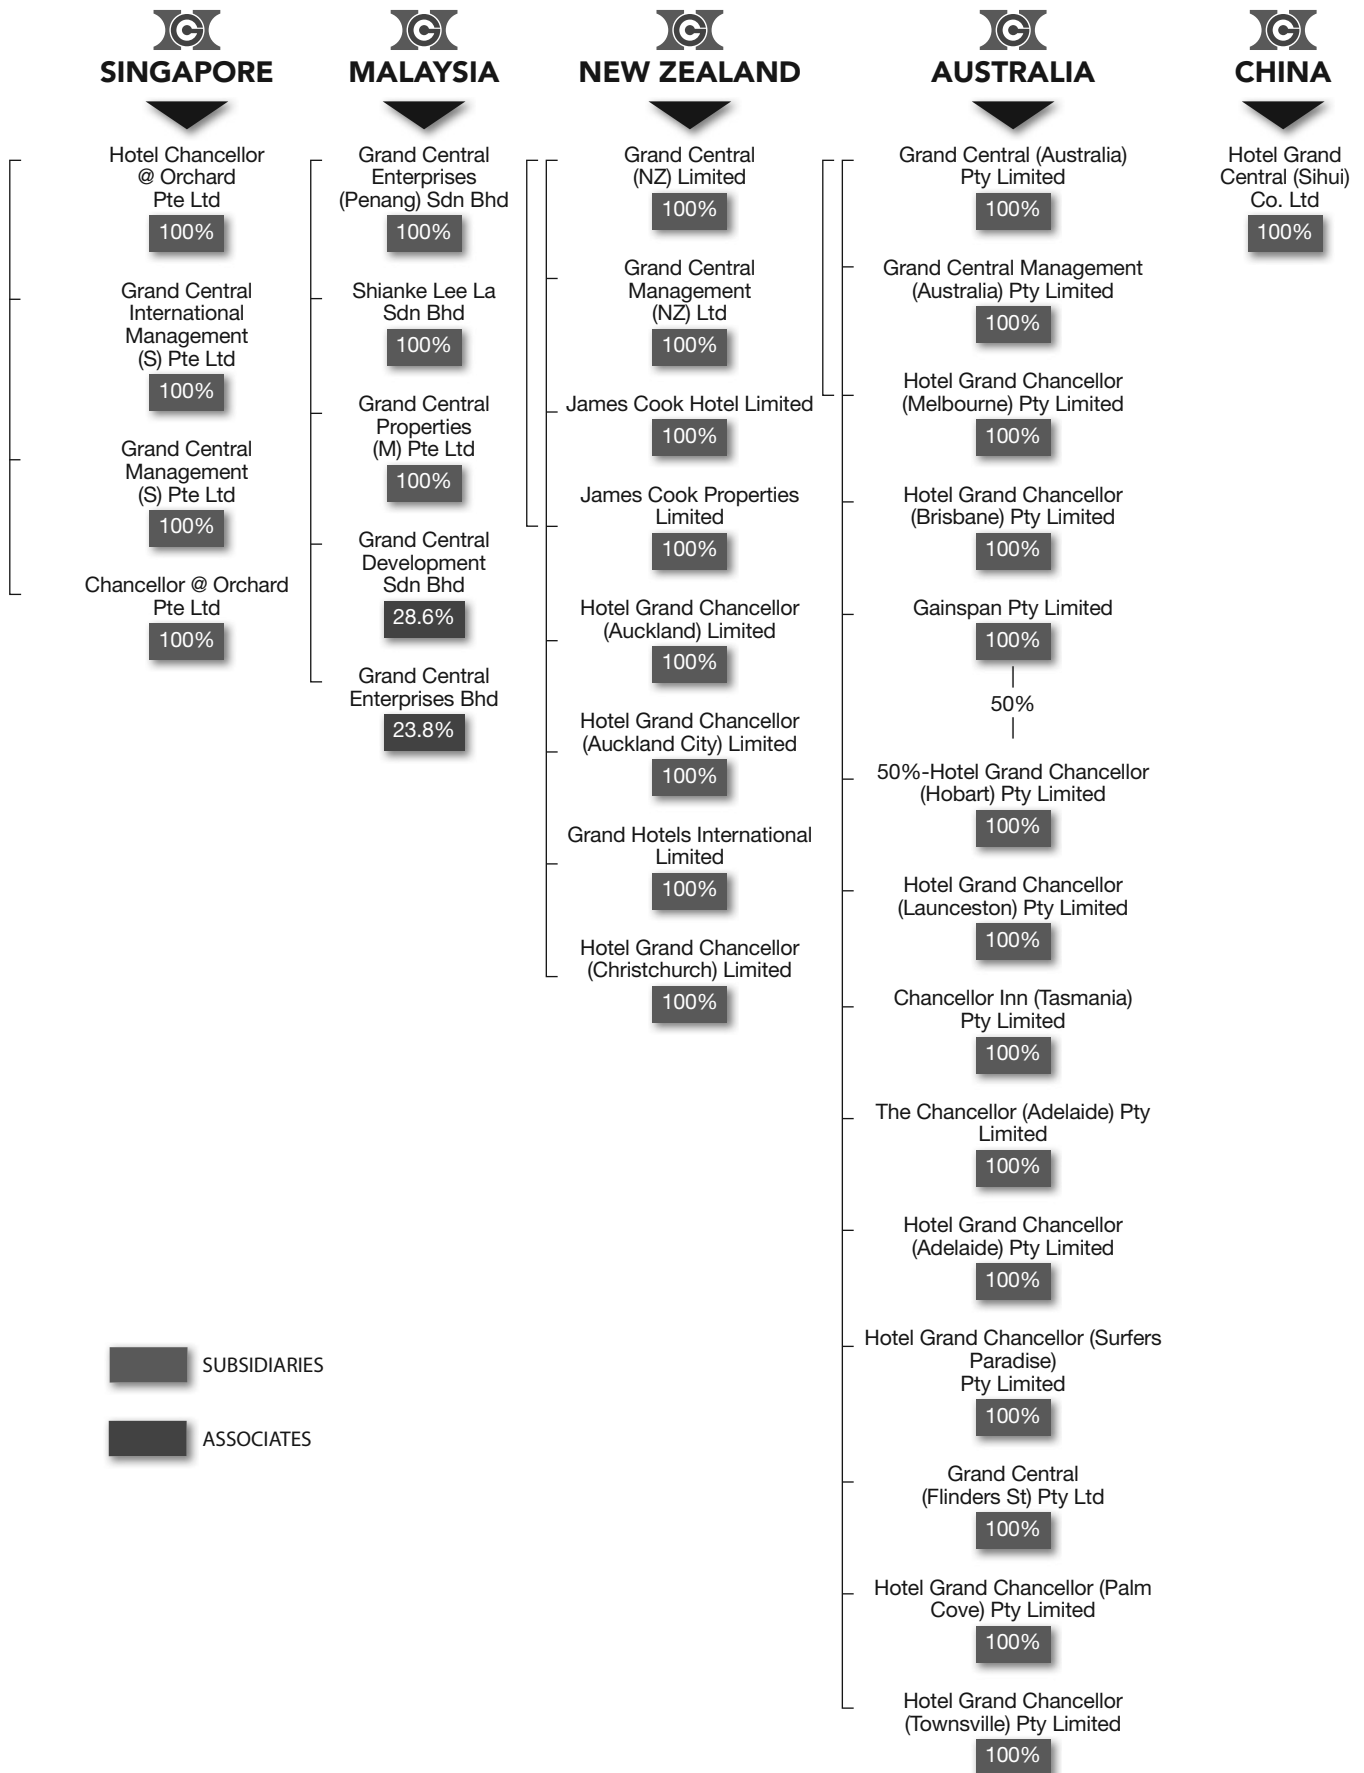 SINGAPORE
Hotel Chancellor
@ Orchard
Pte Ltd
100%
Grand Central
International
Management
(S) Pte Ltd
100%
Grand Central
Management
(S) Pte Ltd
100%
Chancellor @ Orchard
Pte Ltd
100%
MALAYSIA
Grand Central
Enterprises
(Penang) Sdn Bhd
100%
Shianke Lee La
Sdn Bhd
100%
Grand Central
Properties
(M) Pte Ltd
100%
Grand Central
Development
Sdn Bhd
28.6%
Grand Central
Enterprises Bhd
23.8%
NEW ZEALAND
Grand Central
(NZ) Limited
100%
Grand Central
Management
(NZ) Ltd
100%
James Cook Hotel Limited
100%
James Cook Properties
Limited
100%
Hotel Grand Chancellor
(Auckland) Limited
100%
Hotel Grand Chancellor
(Auckland City) Limited
100%
Grand Hotels International
Limited
100%
Hotel Grand Chancellor
(Christchurch) Limited
100%
AUSTRALIA
Grand Central (Australia)
Pty Limited
100%
Grand Central Management
(Australia) Pty Limited
100%
Hotel Grand Chancellor
(Melbourne) Pty Limited
100%
Hotel Grand Chancellor
(Brisbane) Pty Limited
100%
Gainspan Pty Limited
100%
50%
50%-Hotel Grand Chancellor
(Hobart) Pty Limited
100%
Hotel Grand Chancellor
(Launceston) Pty Limited
100%
Chancellor Inn (Tasmania)
Pty Limited
100%
The Chancellor (Adelaide) Pty
Limited
100%
Hotel Grand Chancellor
(Adelaide) Pty Limited
100%
Hotel Grand Chancellor (Surfers
Paradise)
Pty Limited
100%
Grand Central
(Flinders St) Pty Ltd
100%
Hotel Grand Chancellor (Palm
Cove) Pty Limited
100%
Hotel Grand Chancellor
(Townsville) Pty Limited
100%
CHINA
Hotel Grand
Central (Sihui)
Co. Ltd
100%
SUBSIDIARIES
ASSOCIATES